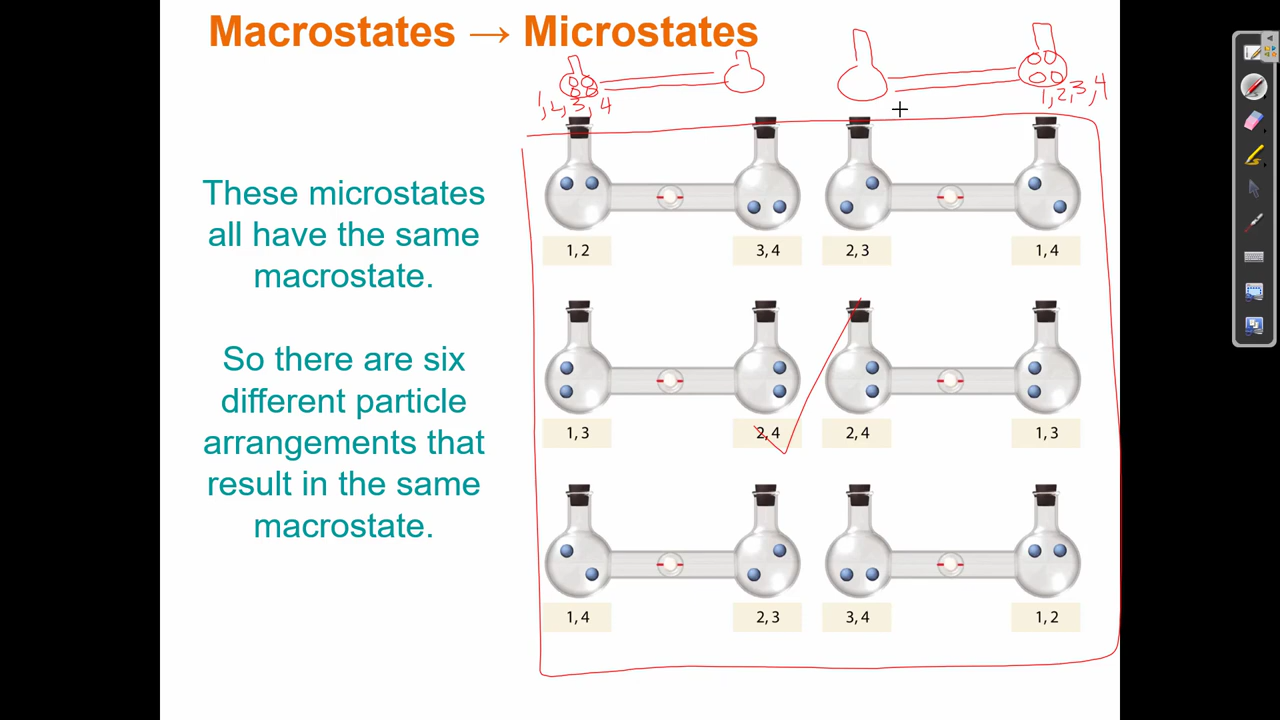 Macrostates → Microstates
1, 2, 3, 4
1, 2, 3, 4
These microstates
all have the same
macrostate.
So there are six
different particle
arrangements that
result in the same
macrostate.
1, 2 3, 4 2, 3 1, 4
1, 3 2, 4 2, 4 1, 3
1, 4 2, 3 3, 4 1, 2